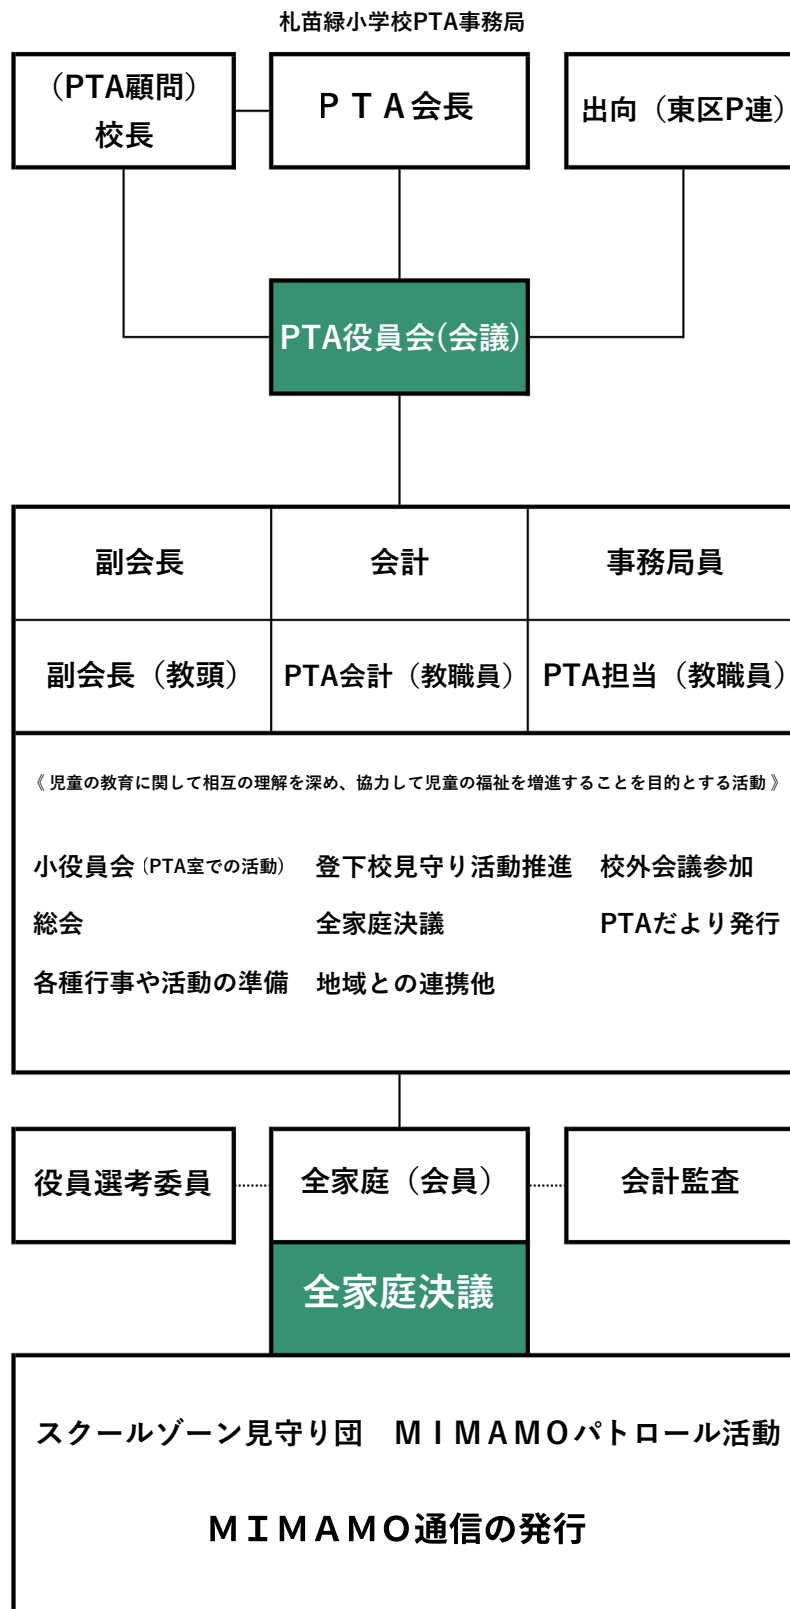 札苗緑小学校PTA事務局
（PTA顧問）
校長
ＰＴＡ会長
出向（東区P連）
PTA役員会(会議)
副会長
会計
事務局員
副会長（教頭）
PTA会計（教職員）
PTA担当（教職員）
《 児童の教育に関して相互の理解を深め、協力して児童の福祉を増進することを目的とする活動 》
小役員会（PTA室での活動）
登下校見守り活動推進
校外会議参加
総会
全家庭決議
PTAだより発行
各種行事や活動の準備
地域との連携他
役員選考委員
全家庭（会員）
会計監査
全家庭決議
スクールゾーン見守り団　ＭＩＭＡＭＯパトロール活動
ＭＩＭＡＭＯ通信の発行